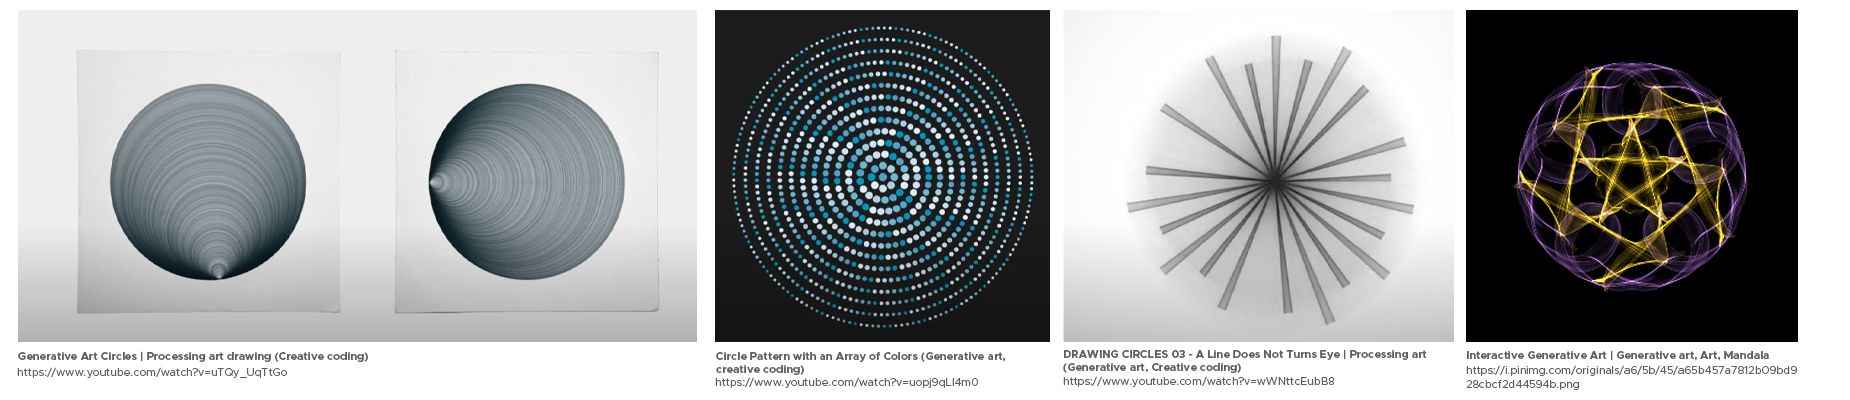 Generative Art Circles | Processing art drawing (Creative coding)
https://www.youtube.com/watch?v=uTQy_UqTtGo
Circle Pattern with an Array of Colors (Generative art,
creative coding)
https://www.youtube.com/watch?v=uopj9qLI4m0
DRAWING CIRCLES 03 - A Line Does Not Turns Eye | Processing art
(Generative art, Creative coding)
https://www.youtube.com/watch?v=wWNttcEubB8
Interactive Generative Art | Generative art, Art, Mandala
https://i.pinimg.com/originals/a6/5b/45/a65b457a7812b09bd9
28cbcf2d44594b.png